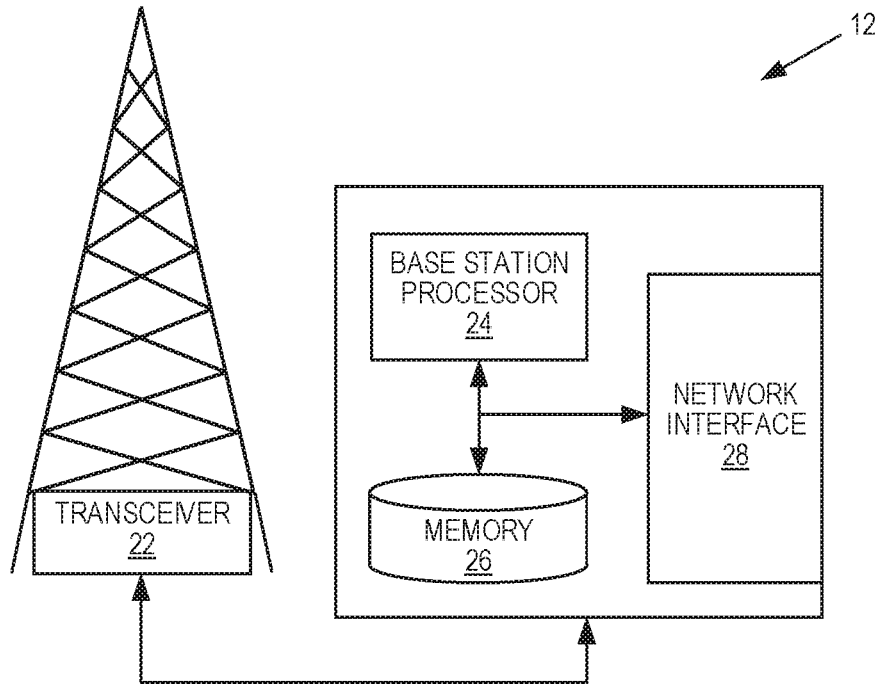 12
BASE STATION
PROCESSOR
24
NETWORK
INTERFACE
28
TRANSCEIVER
22
MEMORY
26